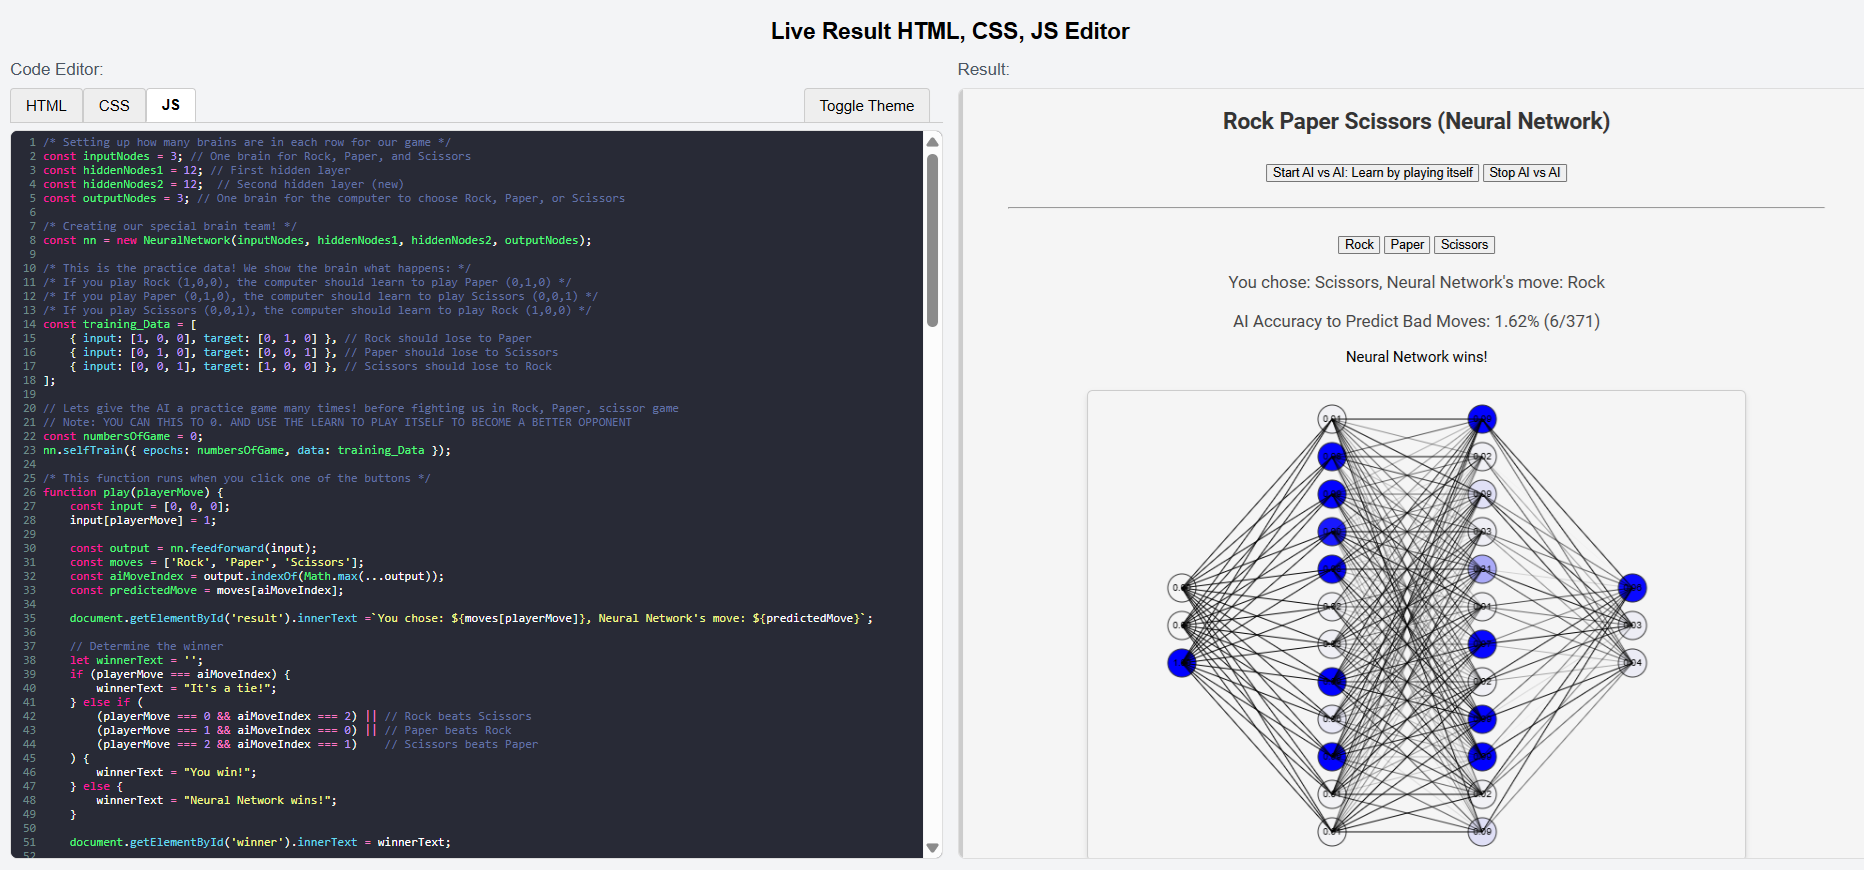 Live Result HTML, CSS, JS Editor
Code Editor:
HTML CSS JS Toggle Theme
1 /* Setting up how many brains are in each row for our game */
2 const inputNodes = 3; // One brain for Rock, Paper, and Scissors
3 const hiddenNodes1 = 12; // First hidden layer
4 const hiddenNodes2 = 12;  // Second hidden layer (new)
5 const outputNodes = 3; // One brain for the computer to choose Rock, Paper, or Scissors
6
7 /* Creating our special brain team! */
8 const nn = new NeuralNetwork(inputNodes, hiddenNodes1, hiddenNodes2, outputNodes);
9
10 /* This is the practice data! We show the brain what happens: */
11 /* If you play Rock (1,0,0), the computer should learn to play Paper (0,1,0) */
12 /* If you play Paper (0,1,0), the computer should learn to play Scissors (0,0,1) */
13 /* If you play Scissors (0,0,1), the computer should learn to play Rock (1,0,0) */
14 const training_Data = [
15     { input: [1, 0, 0], target: [0, 1, 0] }, // Rock should lose to Paper
16     { input: [0, 1, 0], target: [0, 0, 1] }, // Paper should lose to Scissors
17     { input: [0, 0, 1], target: [1, 0, 0] }, // Scissors should lose to Rock
18 ];
19
20 // Lets give the AI a practice game many times! before fighting us in Rock, Paper, scissor game
21 // Note: YOU CAN THIS TO 0. AND USE THE LEARN TO PLAY ITSELF TO BECOME A BETTER OPPONENT
22 const numbersOfGame = 0;
23 nn.selfTrain({ epochs: numbersOfGame, data: training_Data });
24
25 /* This function runs when you click one of the buttons */
26 function play(playerMove) {
27     const input = [0, 0, 0];
28     input[playerMove] = 1;
29
30     const output = nn.feedforward(input);
31     const moves = ['Rock', 'Paper', 'Scissors'];
32     const aiMoveIndex = output.indexOf(Math.max(...output));
33     const predictedMove = moves[aiMoveIndex];
34
35     document.getElementById('result').innerText =`You chose: ${moves[playerMove]}, Neural Network's move: ${predictedMove}`;
36
37     // Determine the winner
38     let winnerText = '';
39     if (playerMove === aiMoveIndex) {
40         winnerText = "It's a tie!";
41     } else if (
42         (playerMove === 0 && aiMoveIndex === 2) || // Rock beats Scissors
43         (playerMove === 1 && aiMoveIndex === 0) || // Paper beats Rock
44         (playerMove === 2 && aiMoveIndex === 1)    // Scissors beats Paper
45     ) {
46         winnerText = "You win!";
47     } else {
48         winnerText = "Neural Network wins!";
49     }
50
51     document.getElementById('winner').innerText = winnerText;
52
Result:
Rock Paper Scissors (Neural Network)
Start AI vs AI: Learn by playing itself Stop AI vs AI
Rock Paper Scissors
You chose: Scissors, Neural Network's move: Rock
AI Accuracy to Predict Bad Moves: 1.62% (6/371)
Neural Network wins!